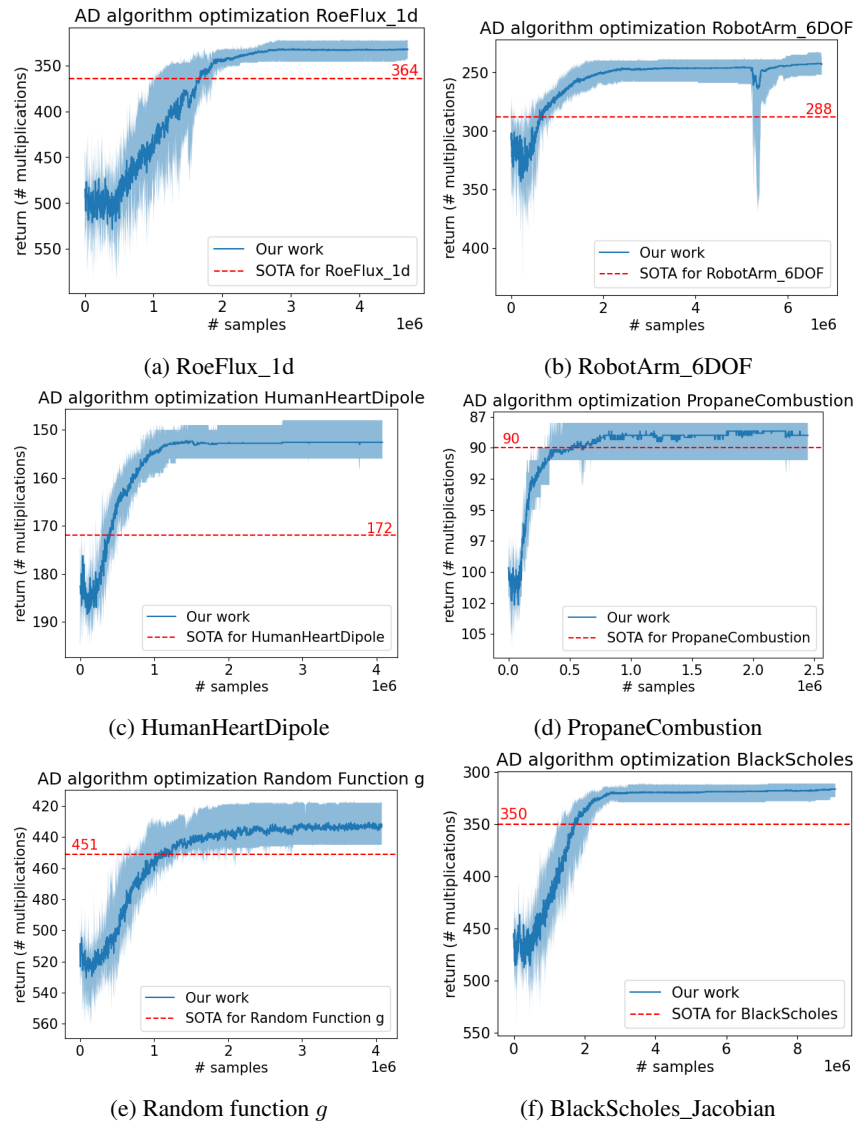 AD algorithm optimization RoeFlux_1d
350
400
450
500
550
return (# multiplications)
364
Our work
SOTA for RoeFlux_1d
0 1 2 3 4
# samples
1e6
(a) RoeFlux_1d
AD algorithm optimization RobotArm_6DOF
250
300
350
400
return (# multiplications)
288
Our work
SOTA for RobotArm_6DOF
0 2 4 6
# samples
1e6
(b) RobotArm_6DOF
AD algorithm optimization HumanHeartDipole
150
160
170
180
190
return (# multiplications)
172
Our work
SOTA for HumanHeartDipole
0 1 2 3 4
# samples
1e6
(c) HumanHeartDipole
AD algorithm optimization PropaneCombustion
87
90
92
95
97
100
102
105
return (# multiplications)
90
Our work
SOTA for PropaneCombustion
0.0 0.5 1.0 1.5 2.0 2.5
# samples
1e6
(d) PropaneCombustion
AD algorithm optimization Random Function g
420
440
460
480
500
520
540
560
return (# multiplications)
451
Our work
SOTA for Random Function g
0 1 2 3 4
# samples
1e6
(e) Random function g
AD algorithm optimization BlackScholes
300
350
400
450
500
550
return (# multiplications)
350
Our work
SOTA for BlackScholes
0 2 4 6 8
# samples
1e6
(f) BlackScholes_Jacobian